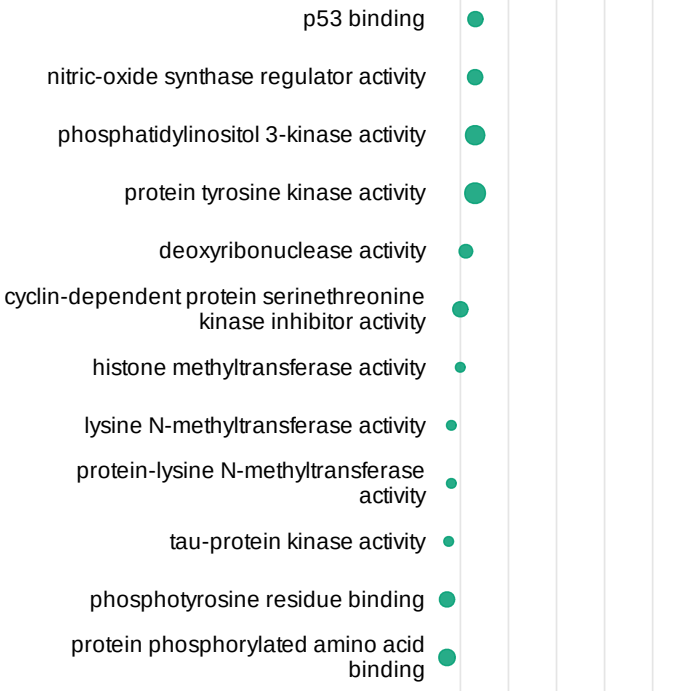 p53 binding
nitric-oxide synthase regulator activity
phosphatidylinositol 3-kinase activity
protein tyrosine kinase activity
deoxyribonuclease activity
cyclin-dependent protein serinethreonine
kinase inhibitor activity
histone methyltransferase activity
lysine N-methyltransferase activity
protein-lysine N-methyltransferase
activity
tau-protein kinase activity
phosphotyrosine residue binding
protein phosphorylated amino acid
binding